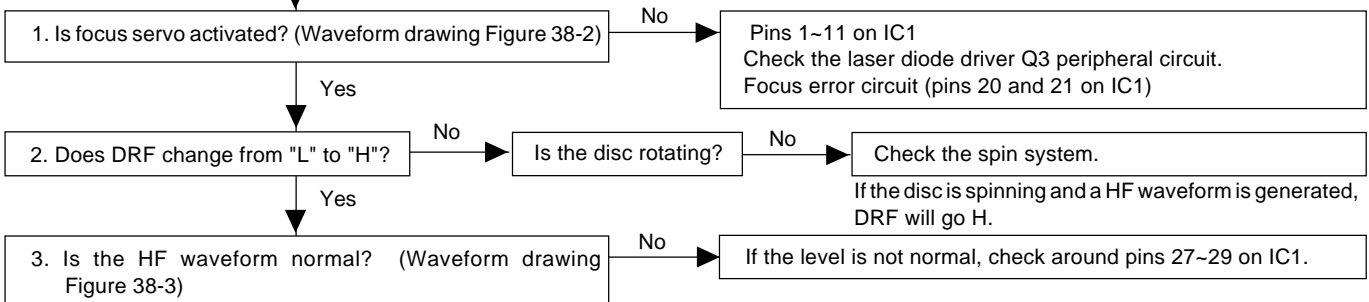 1. Is focus servo activated? (Waveform drawing Figure 38-2)
No
Pins 1~11 on IC1
Check the laser diode driver Q3 peripheral circuit.
Focus error circuit (pins 20 and 21 on IC1)
Yes
2. Does DRF change from "L" to "H"?
No
Is the disc rotating?
No
Check the spin system.
If the disc is spinning and a HF waveform is generated,
DRF will go H.
Yes
3. Is the HF waveform normal? (Waveform drawing
Figure 38-3)
No
If the level is not normal, check around pins 27~29 on IC1.